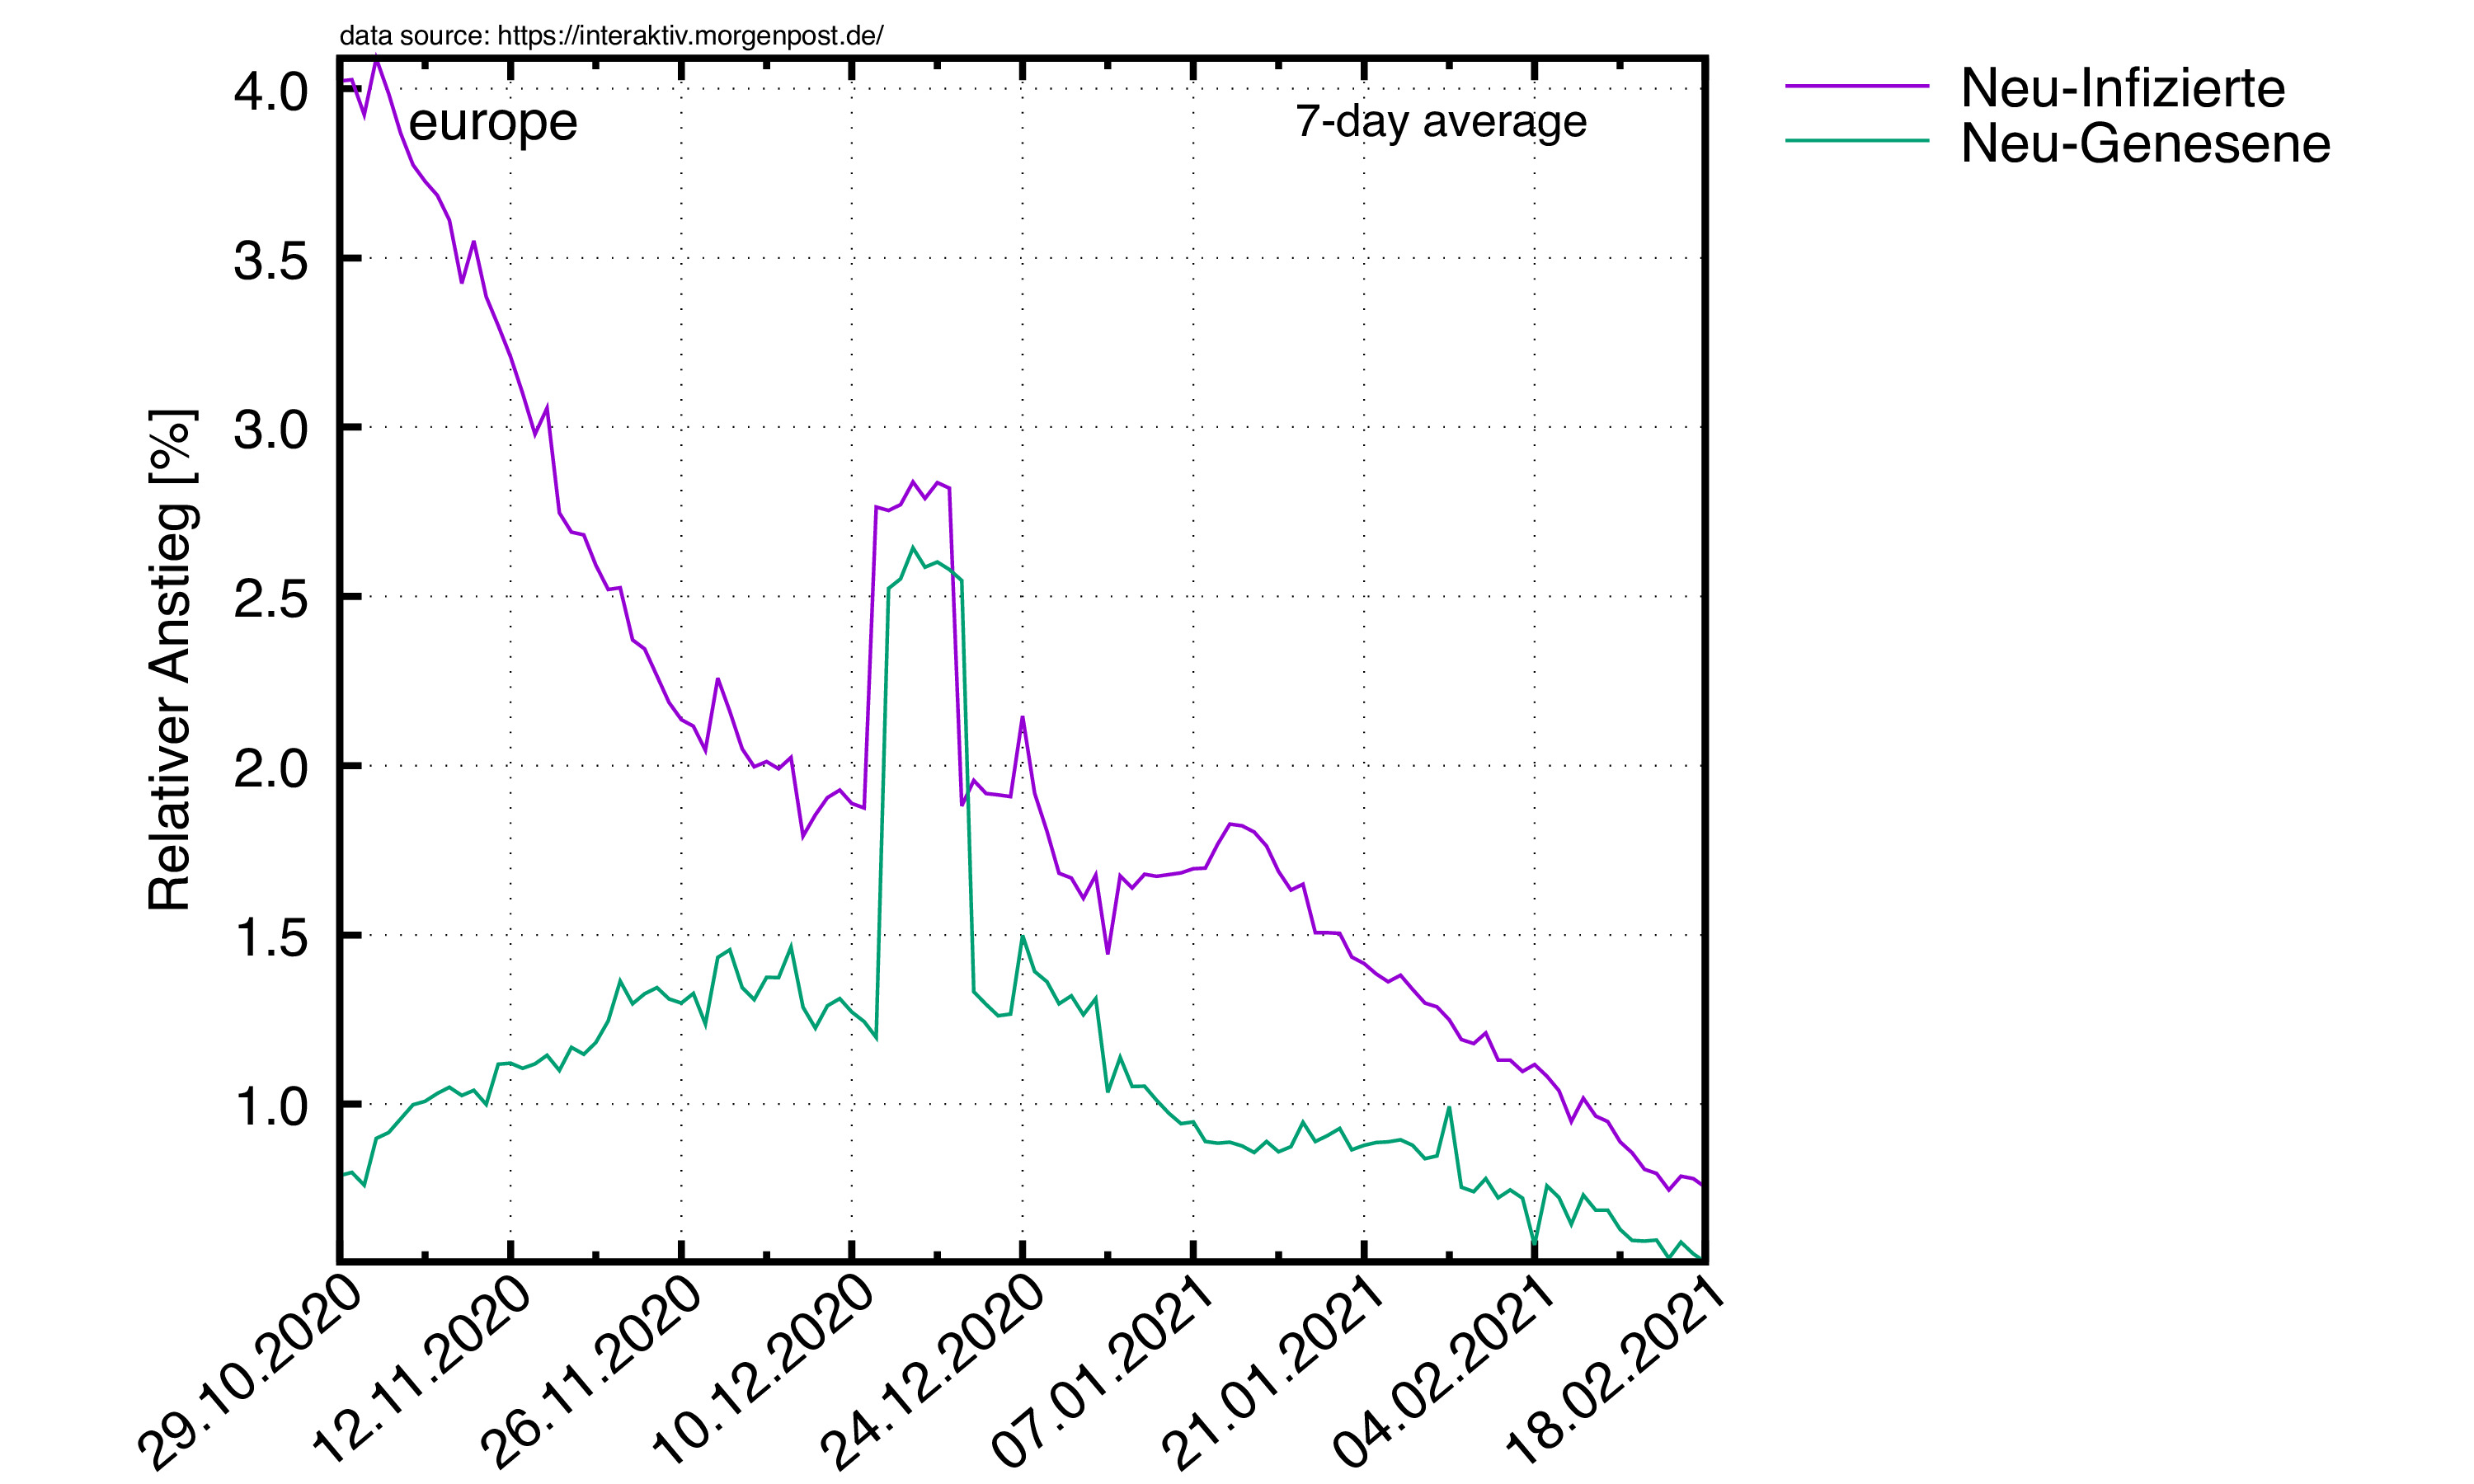 data source: https://interaktiv.morgenpost.de/
europe
7-day average
Neu-Infizierte
Neu-Genesene
Relativer Anstieg [%]
4.0
3.5
3.0
2.5
2.0
1.5
1.0
29.10.2020
12.11.2020
26.11.2020
10.12.2020
24.12.2020
07.01.2021
21.01.2021
04.02.2021
18.02.2021